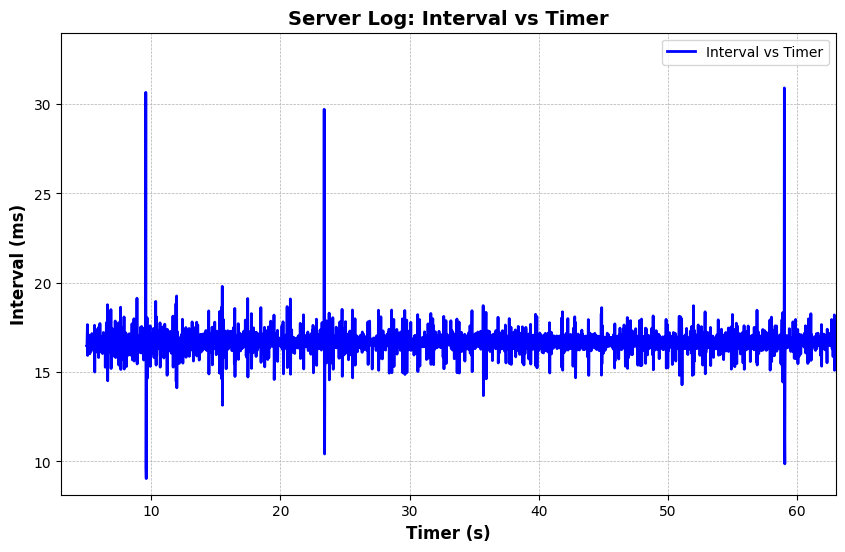 Server Log: Interval vs Timer
Interval vs Timer
Interval (ms)
30
25
20
15
10
10 20 30 40 50 60
Timer (s)